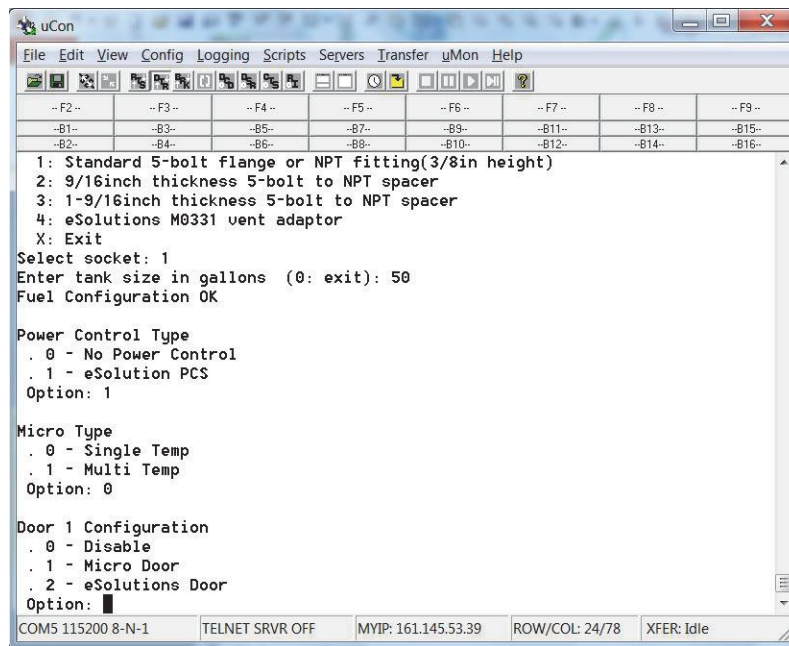 uCon
File Edit View Config Logging Scripts Servers Transfer uMon Help
-- F2 -- -- F3 -- -- F4 -- -- F5 -- -- F6 -- -- F7 -- -- F8 -- -- F9 --
--B1-- --B3-- --B5-- --B7-- --B9-- --B11-- --B13-- --B15--
--B2-- --B4-- --B6-- --B8-- --B10-- --B12-- --B14-- --B16--
1: Standard 5-bolt flange or NPT fitting(3/8in height)
2: 9/16inch thickness 5-bolt to NPT spacer
3: 1-9/16inch thickness 5-bolt to NPT spacer
4: eSolutions M0331 vent adaptor
X: Exit
Select socket: 1
Enter tank size in gallons (0: exit): 50
Fuel Configuration OK
Power Control Type
. 0 - No Power Control
. 1 - eSolution PCS
Option: 1
Micro Type
. 0 - Single Temp
. 1 - Multi Temp
Option: 0
Door 1 Configuration
. 0 - Disable
. 1 - Micro Door
. 2 - eSolutions Door
Option:
COM5 115200 8-N-1 TELNET SRVR OFF MYIP: 161.145.53.39 ROW/COL: 24/78 XFER: Idle